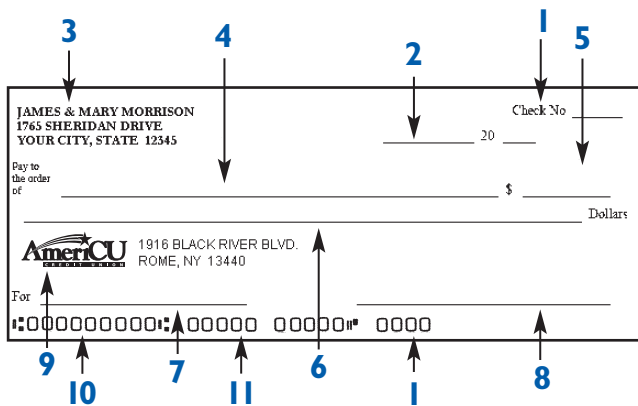 3 4 2 1 5
JAMES & MARY MORRISON
1765 SHERIDAN DRIVE
YOUR CITY, STATE 12345
Check No
20
Pay to
the order
of
$
Dollars
AmeriCU
CREDIT UNION
1916 BLACK RIVER BLVD.
ROME, NY 13440
For
⑆000000000⑆00000 00000⑈ 0000
9 10 7 11 6 1 8